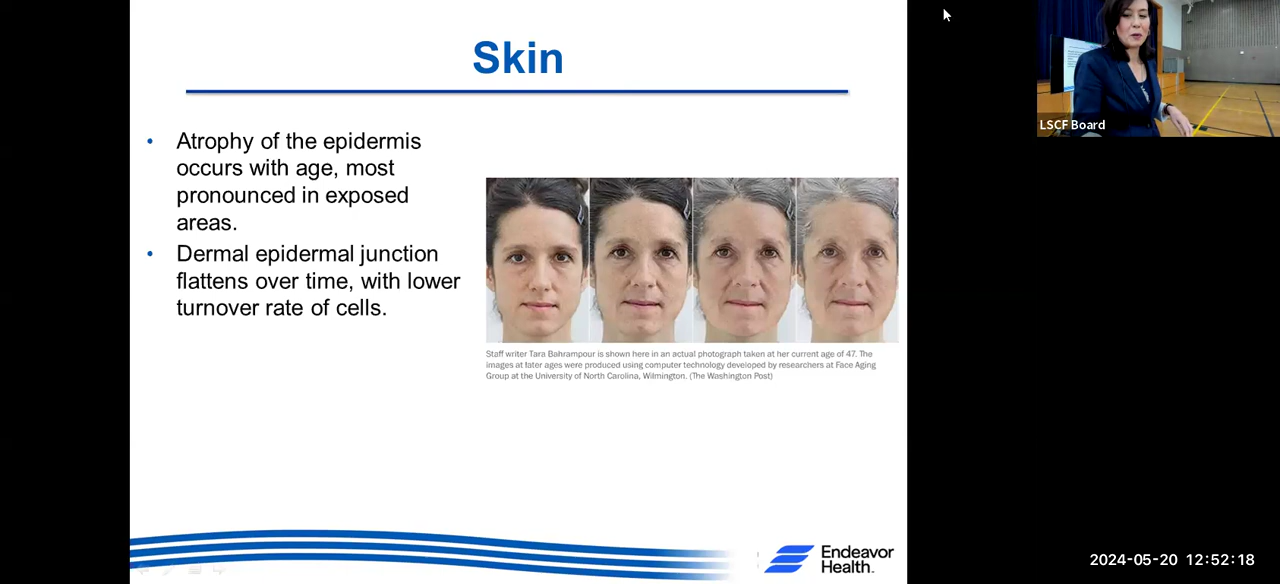 Skin
• Atrophy of the epidermis
occurs with age, most
pronounced in exposed
areas.
• Dermal epidermal junction
flattens over time, with lower
turnover rate of cells.
Staff writer Tara Bahrampour is shown here in an actual photograph taken at her current age of 47. The
images at later ages were produced using computer technology developed by researchers at Face Aging
Group at the University of North Carolina, Wilmington. (The Washington Post)
Endeavor
Health.
LSCF Board
2024-05-20 12:52:18